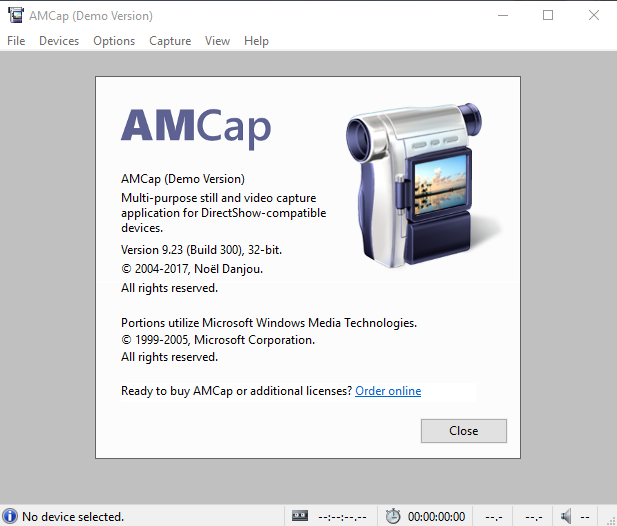 AMCap (Demo Version)
File Devices Options Capture View Help
AMCap
AMCap (Demo Version)
Multi-purpose still and video capture
application for DirectShow-compatible
devices.
Version 9.23 (Build 300), 32-bit.
© 2004-2017, Noël Danjou.
All rights reserved.
Portions utilize Microsoft Windows Media Technologies.
© 1999-2005, Microsoft Corporation.
All rights reserved.
Ready to buy AMCap or additional licenses? Order online
Close
No device selected. --:--:--.-- 00:00:00:00 --.- --.- --